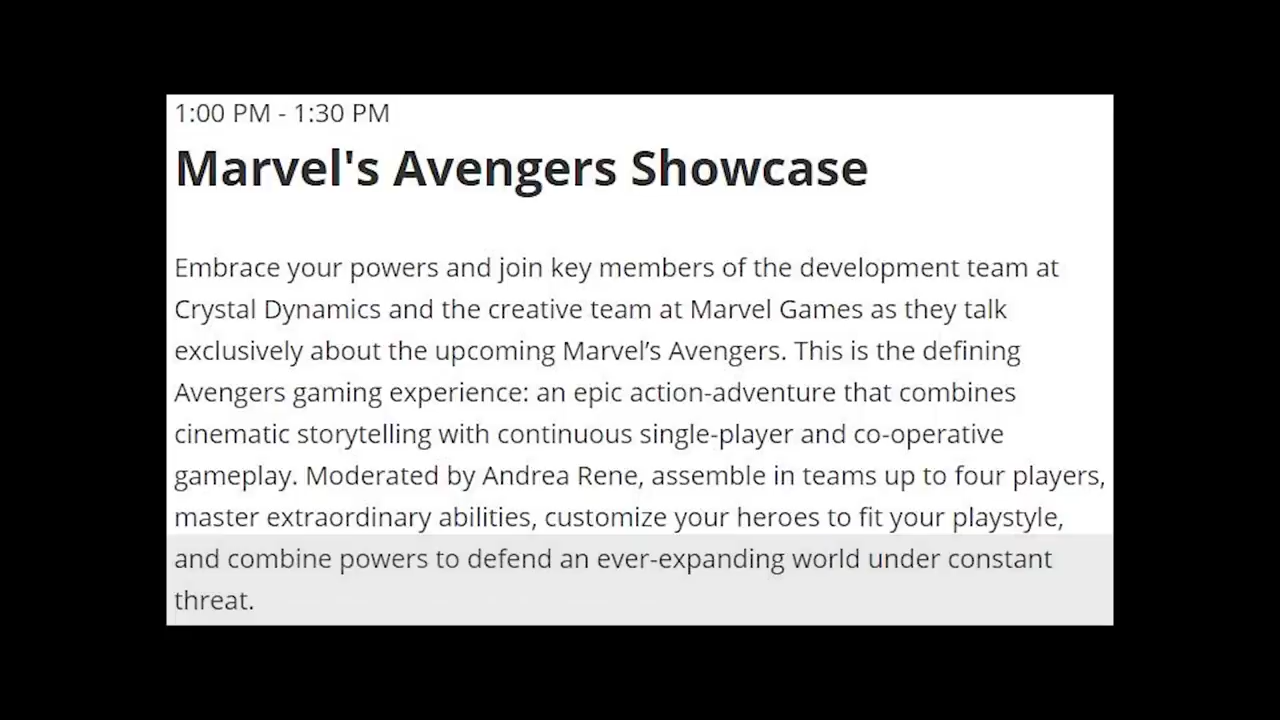 1:00 PM - 1:30 PM
Marvel's Avengers Showcase
Embrace your powers and join key members of the development team at
Crystal Dynamics and the creative team at Marvel Games as they talk
exclusively about the upcoming Marvel’s Avengers. This is the defining
Avengers gaming experience: an epic action-adventure that combines
cinematic storytelling with continuous single-player and co-operative
gameplay. Moderated by Andrea Rene, assemble in teams up to four players,
master extraordinary abilities, customize your heroes to fit your playstyle,
and combine powers to defend an ever-expanding world under constant
threat.